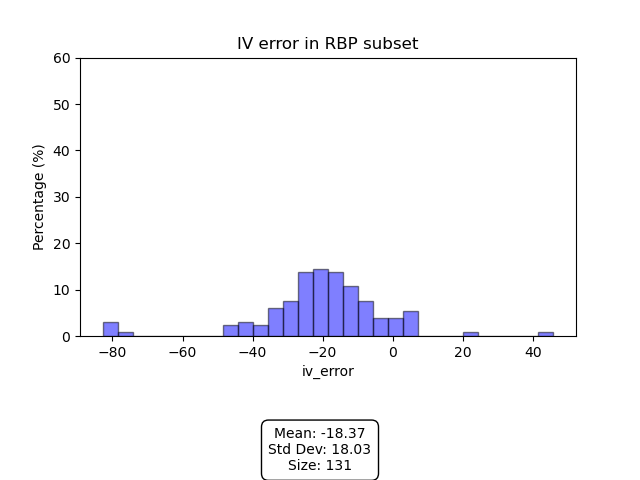 IV error in RBP subset
60
50
40
30
20
10
0
Percentage (%)
−80
−60
−40
−20
0
20
40
iv_error
Mean: -18.37
Std Dev: 18.03
Size: 131